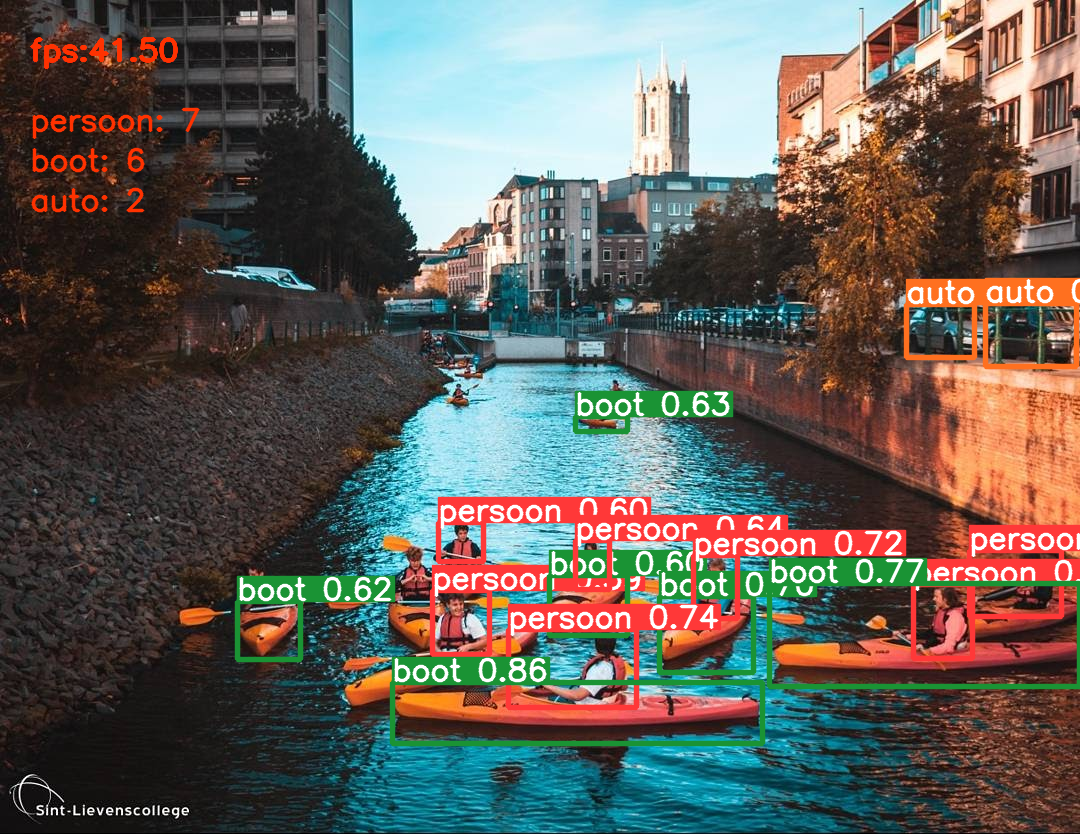 fps:41.50
persoon: 7
boot: 6
auto: 2
auto auto
boot 0.63
persoon 0.60
persoon 0.64
persoon 0.72
persoon
boot 0.60
boot
boot 0.77
persoon
boot 0.62
persoon
persoon 0.74
boot 0.86
Sint-Lievenscollege